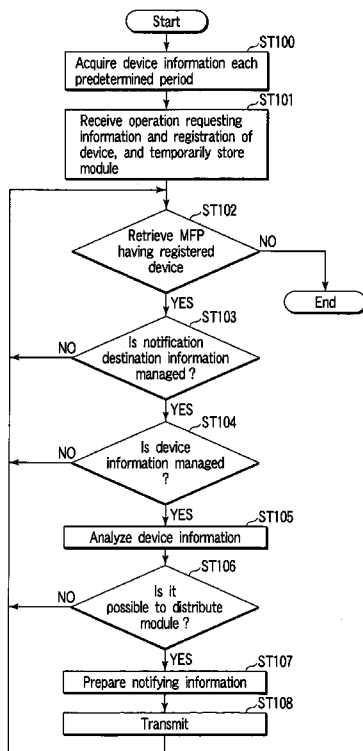 Start
ST100
Acquire device information each
predetermined period
ST101
Receive operation requesting
information and registration of
device, and temporarily store
module
ST102
Retrieve MFP
having registered
device
NO
End
YES
ST103
Is notification
destination information
managed ?
NO
YES
ST104
Is device
information managed
?
NO
YES
ST105
Analyze device information
ST106
Is it
possible to distribute
module ?
NO
YES
ST107
Prepare notifying information
ST108
Transmit